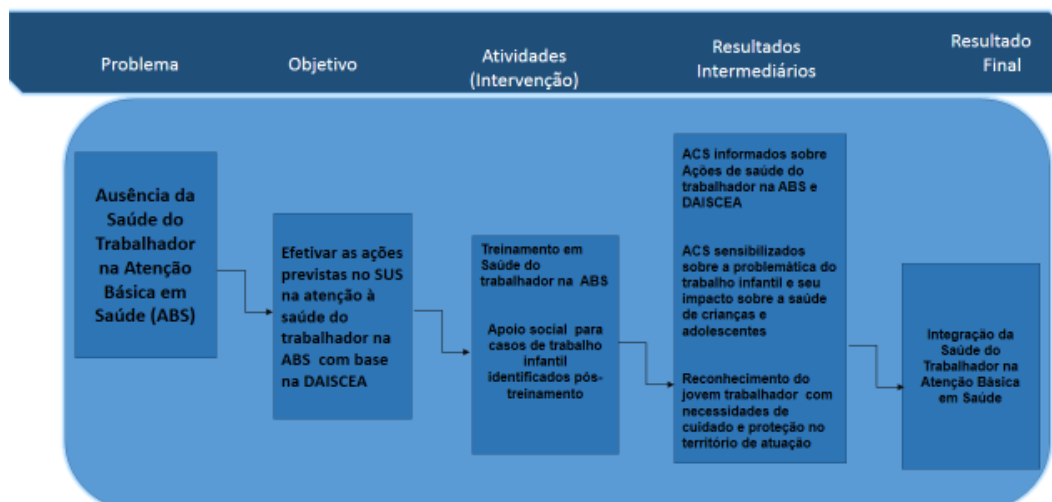 Problema
Objetivo
Atividades
(Intervenção)
Resultados
Intermediários
Resultado
Final
Ausência da
Saúde do
Trabalhador
na Atenção
Básica em
Saúde (ABS)
Efetivar as ações
previstas no SUS
na atenção à
saúde do
trabalhador na
ABS com base
na DAISCEA
Treinamento em
Saúde do
trabalhador na ABS
Apoio social para
casos de trabalho
infantil
identificados pós-
treinamento
ACS informados sobre
Ações de saúde do
trabalhador na ABS e
DAISCEA
ACS sensibilizados
sobre a problemática do
trabalho infantil e seu
impacto sobre a saúde
de crianças e
adolescentes
Reconhecimento do
jovem trabalhador com
necessidades de
cuidado e proteção no
território de atuação
Integração da
Saúde do
Trabalhador na
Atenção Básica
em Saúde